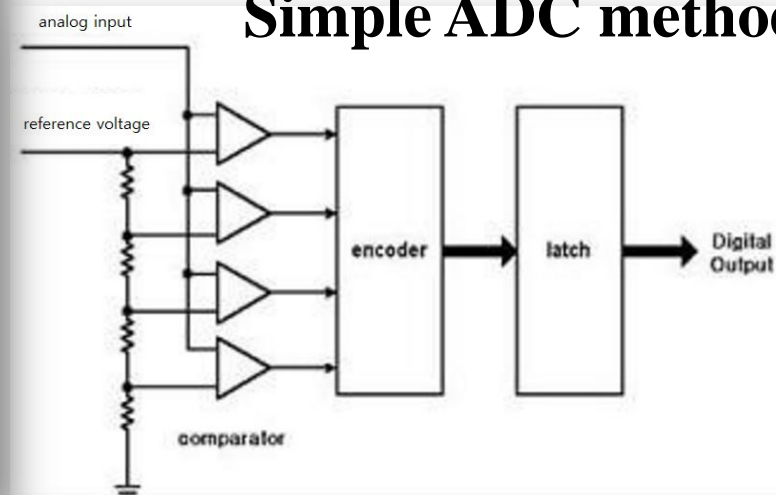 Simple ADC metho
analog input
reference voltage
encoder
latch
Digital
Output
comparator